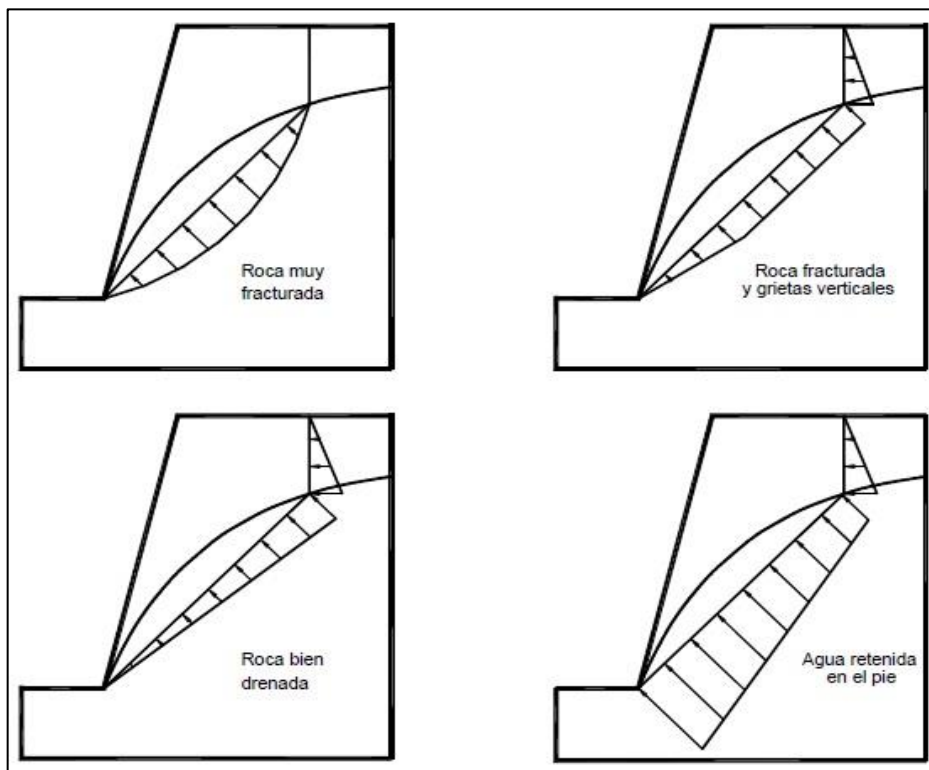 Roca muy
fracturada
Roca fracturada
y grietas verticales
Roca bien
drenada
Agua retenida
en el pie